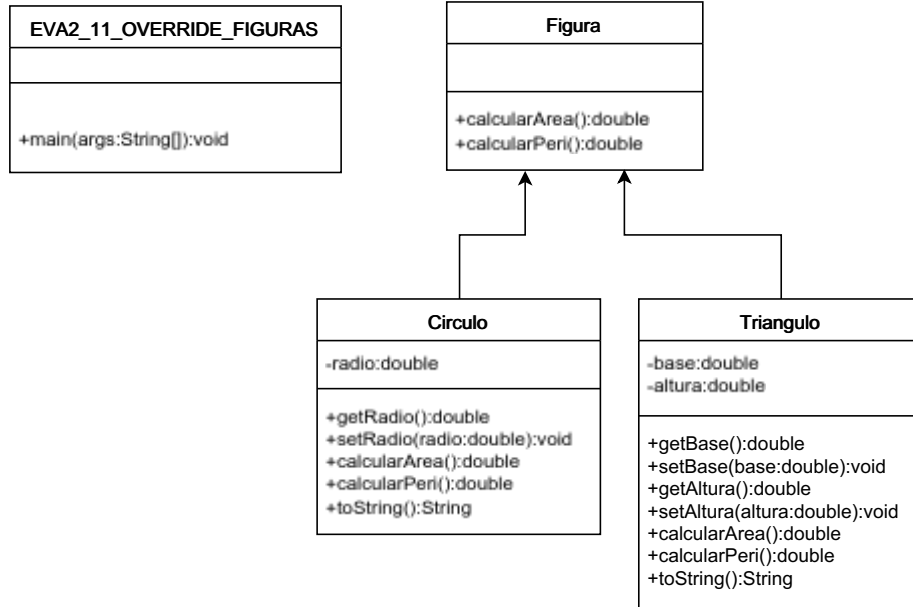 EVA2_11_OVERRIDE_FIGURAS
+main(args:String[]):void
Figura
+calcularArea():double
+calcularPeri():double
Circulo
-radio:double
+getRadio():double
+setRadio(radio:double):void
+calcularArea():double
+calcularPeri():double
+toString():String
Triangulo
-base:double
-altura:double
+getBase():double
+setBase(base:double):void
+getAltura():double
+setAltura(altura:double):void
+calcularArea():double
+calcularPeri():double
+toString():String